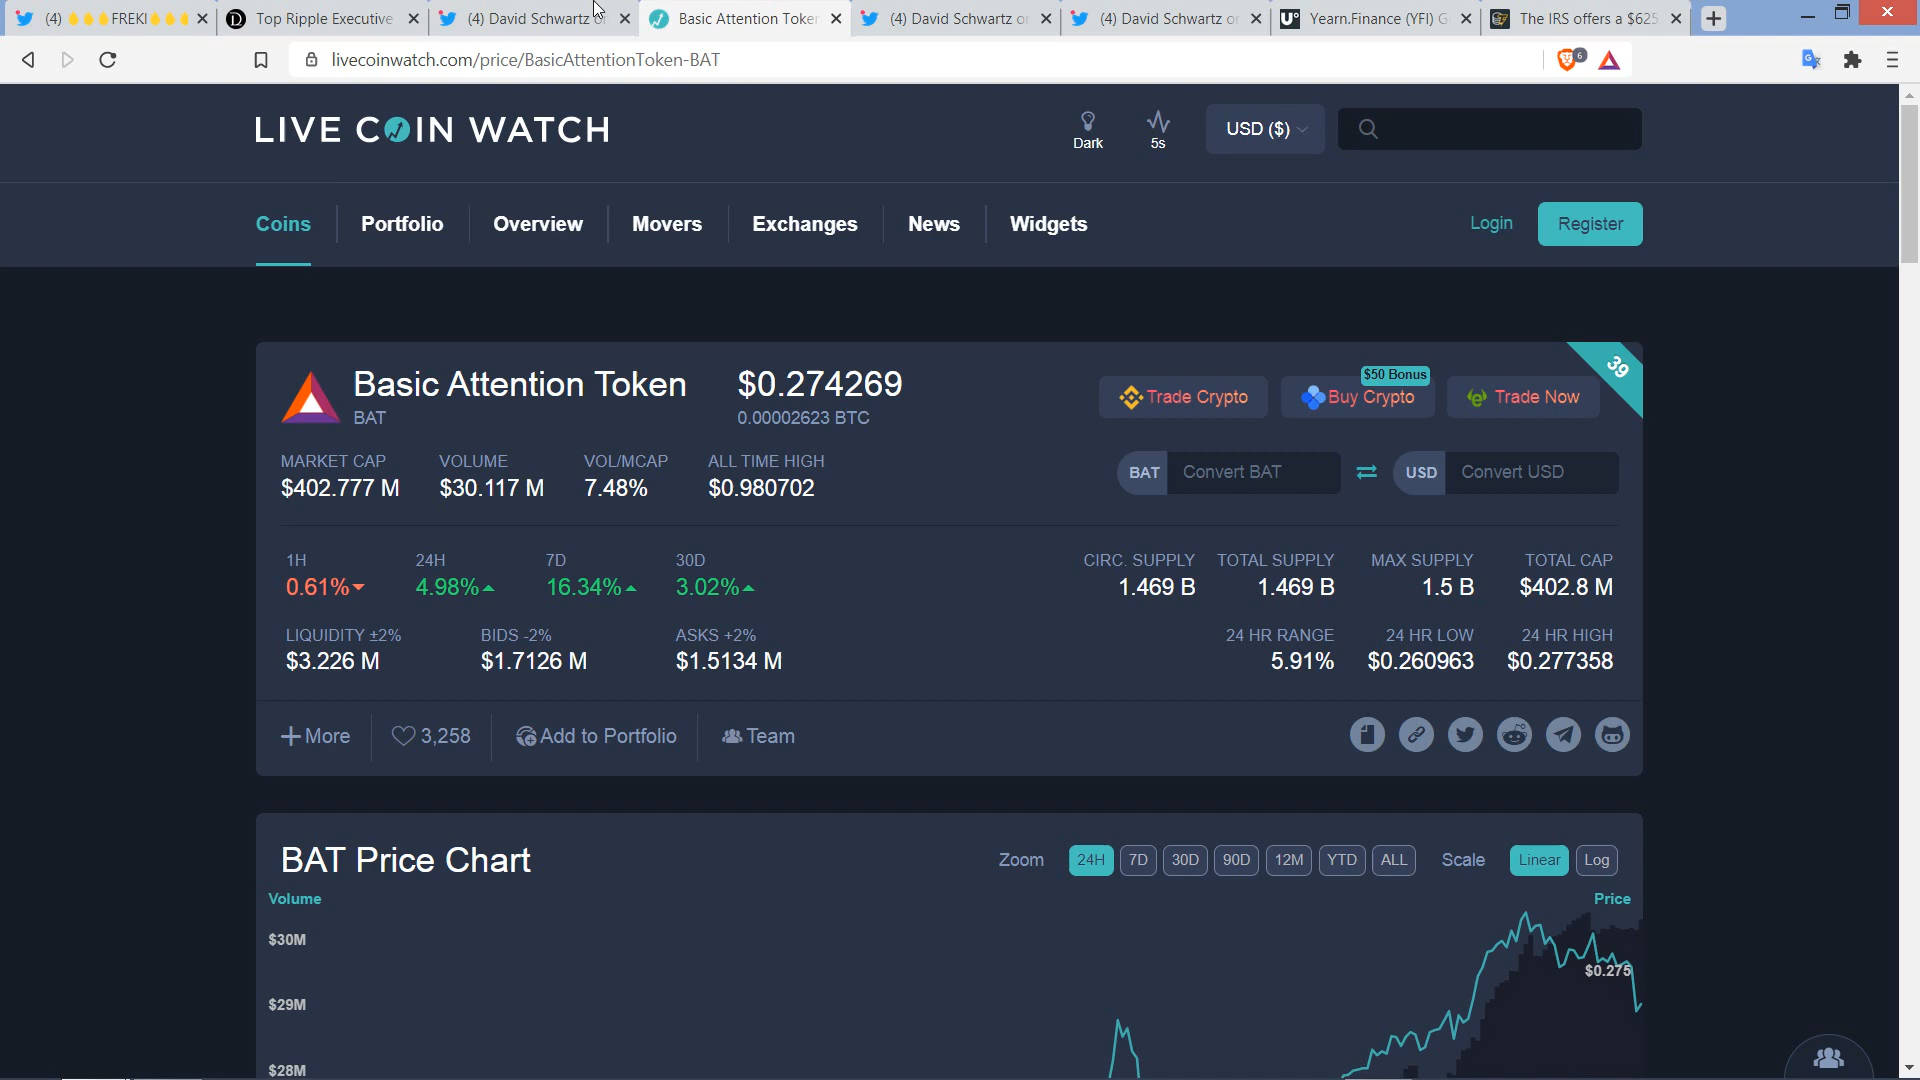 (4) 🔥🔥🔥FREKI🔥🔥🔥
Top Ripple Executive
(4) David Schwartz o
Basic Attention Token
(4) David Schwartz on
(4) David Schwartz on
Yearn.Finance (YFI) G
The IRS offers a $625
livecoinwatch.com/price/BasicAttentionToken-BAT
6
LIVE COIN WATCH
Dark
5s
USD ($)
Coins
Portfolio
Overview
Movers
Exchanges
News
Widgets
Login
Register
Basic Attention Token
BAT
$0.274269
0.00002623 BTC
Trade Crypto
$50 Bonus
Buy Crypto
Trade Now
39
MARKET CAP
$402.777 M
VOLUME
$30.117 M
VOL/MCAP
7.48%
ALL TIME HIGH
$0.980702
BAT
Convert BAT
USD
Convert USD
1H
0.61%
24H
4.98%
7D
16.34%
30D
3.02%
CIRC. SUPPLY
1.469 B
TOTAL SUPPLY
1.469 B
MAX SUPPLY
1.5 B
TOTAL CAP
$402.8 M
LIQUIDITY ±2%
$3.226 M
BIDS -2%
$1.7126 M
ASKS +2%
$1.5134 M
24 HR RANGE
5.91%
24 HR LOW
$0.260963
24 HR HIGH
$0.277358
More
3,258
Add to Portfolio
Team
BAT Price Chart
Zoom
24H
7D
30D
90D
12M
YTD
ALL
Scale
Linear
Log
Volume
Price
$30M
$0.275
$29M
$28M